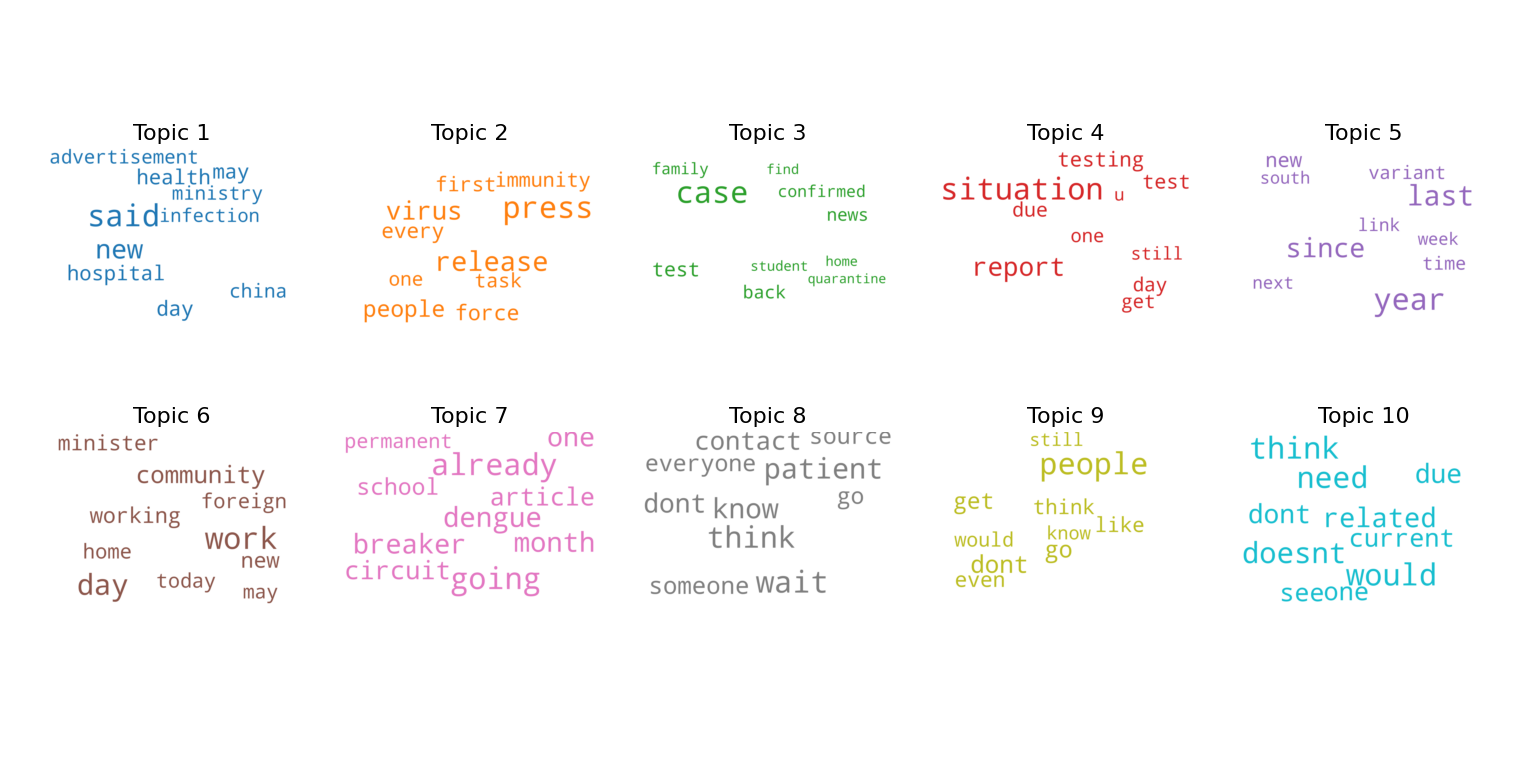 Topic 1
advertisement
health may
ministry
said infection
new
hospital
china
day
Topic 2
first immunity
virus press
every
release
one task
people force
Topic 3
family find
case confirmed
news
test student home
quarantine
back
Topic 4
testing
situation u test
due
one
still
report
day
get
Topic 5
new
south variant
last
link
since week
time
next
year
Topic 6
minister
community
foreign
working
work
home
new
day today
may
Topic 7
permanent one
already
school article
dengue
breaker month
circuit going
Topic 8
contact source
everyone patient
dont know go
think
someone wait
Topic 9
still
people
get think
like
would know
go
dont
even
Topic 10
think
need due
dont related
current
doesnt
would
see one